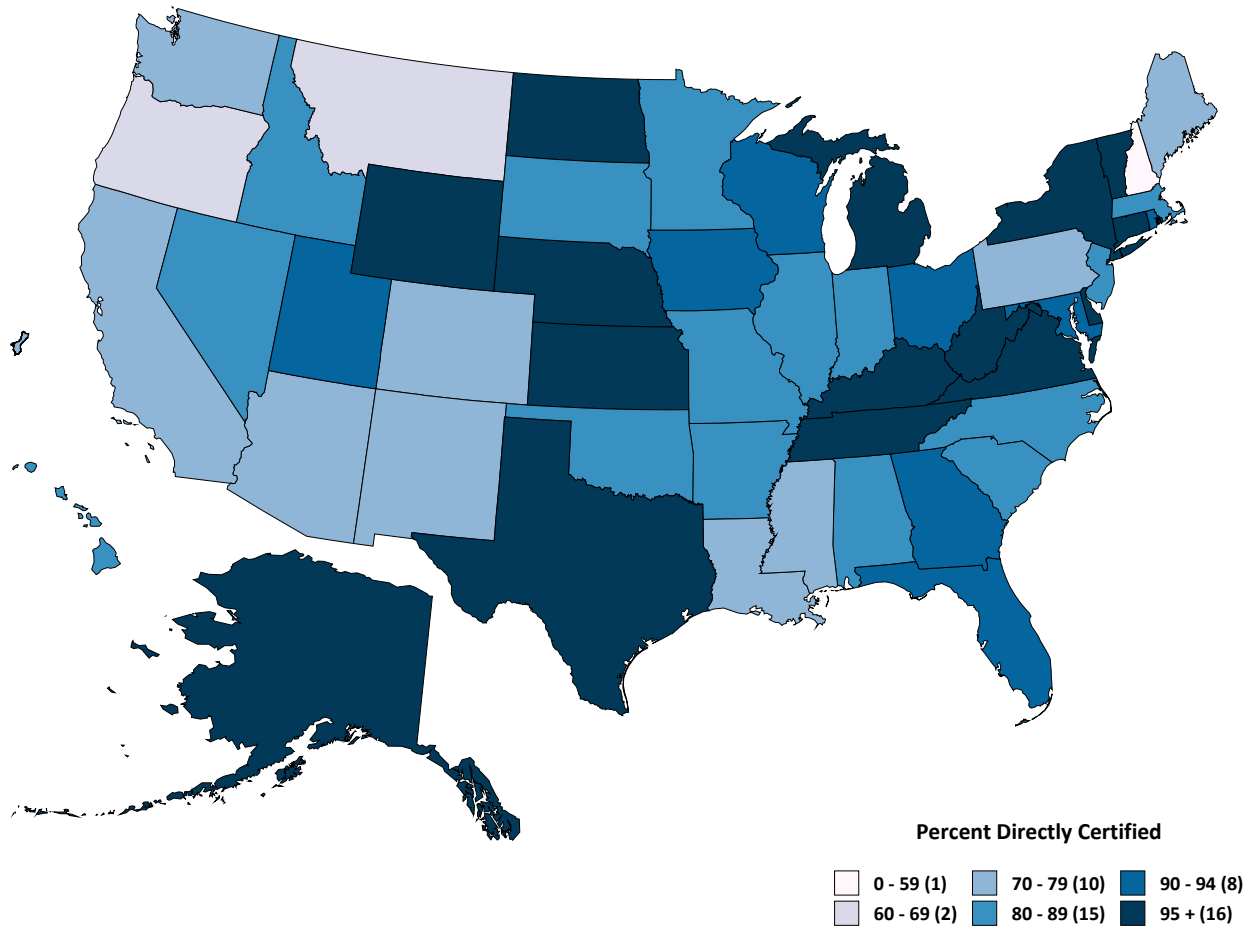 Percent Directly Certified
0 - 59 (1) 70 - 79 (10) 90 - 94 (8)
60 - 69 (2) 80 - 89 (15) 95 + (16)